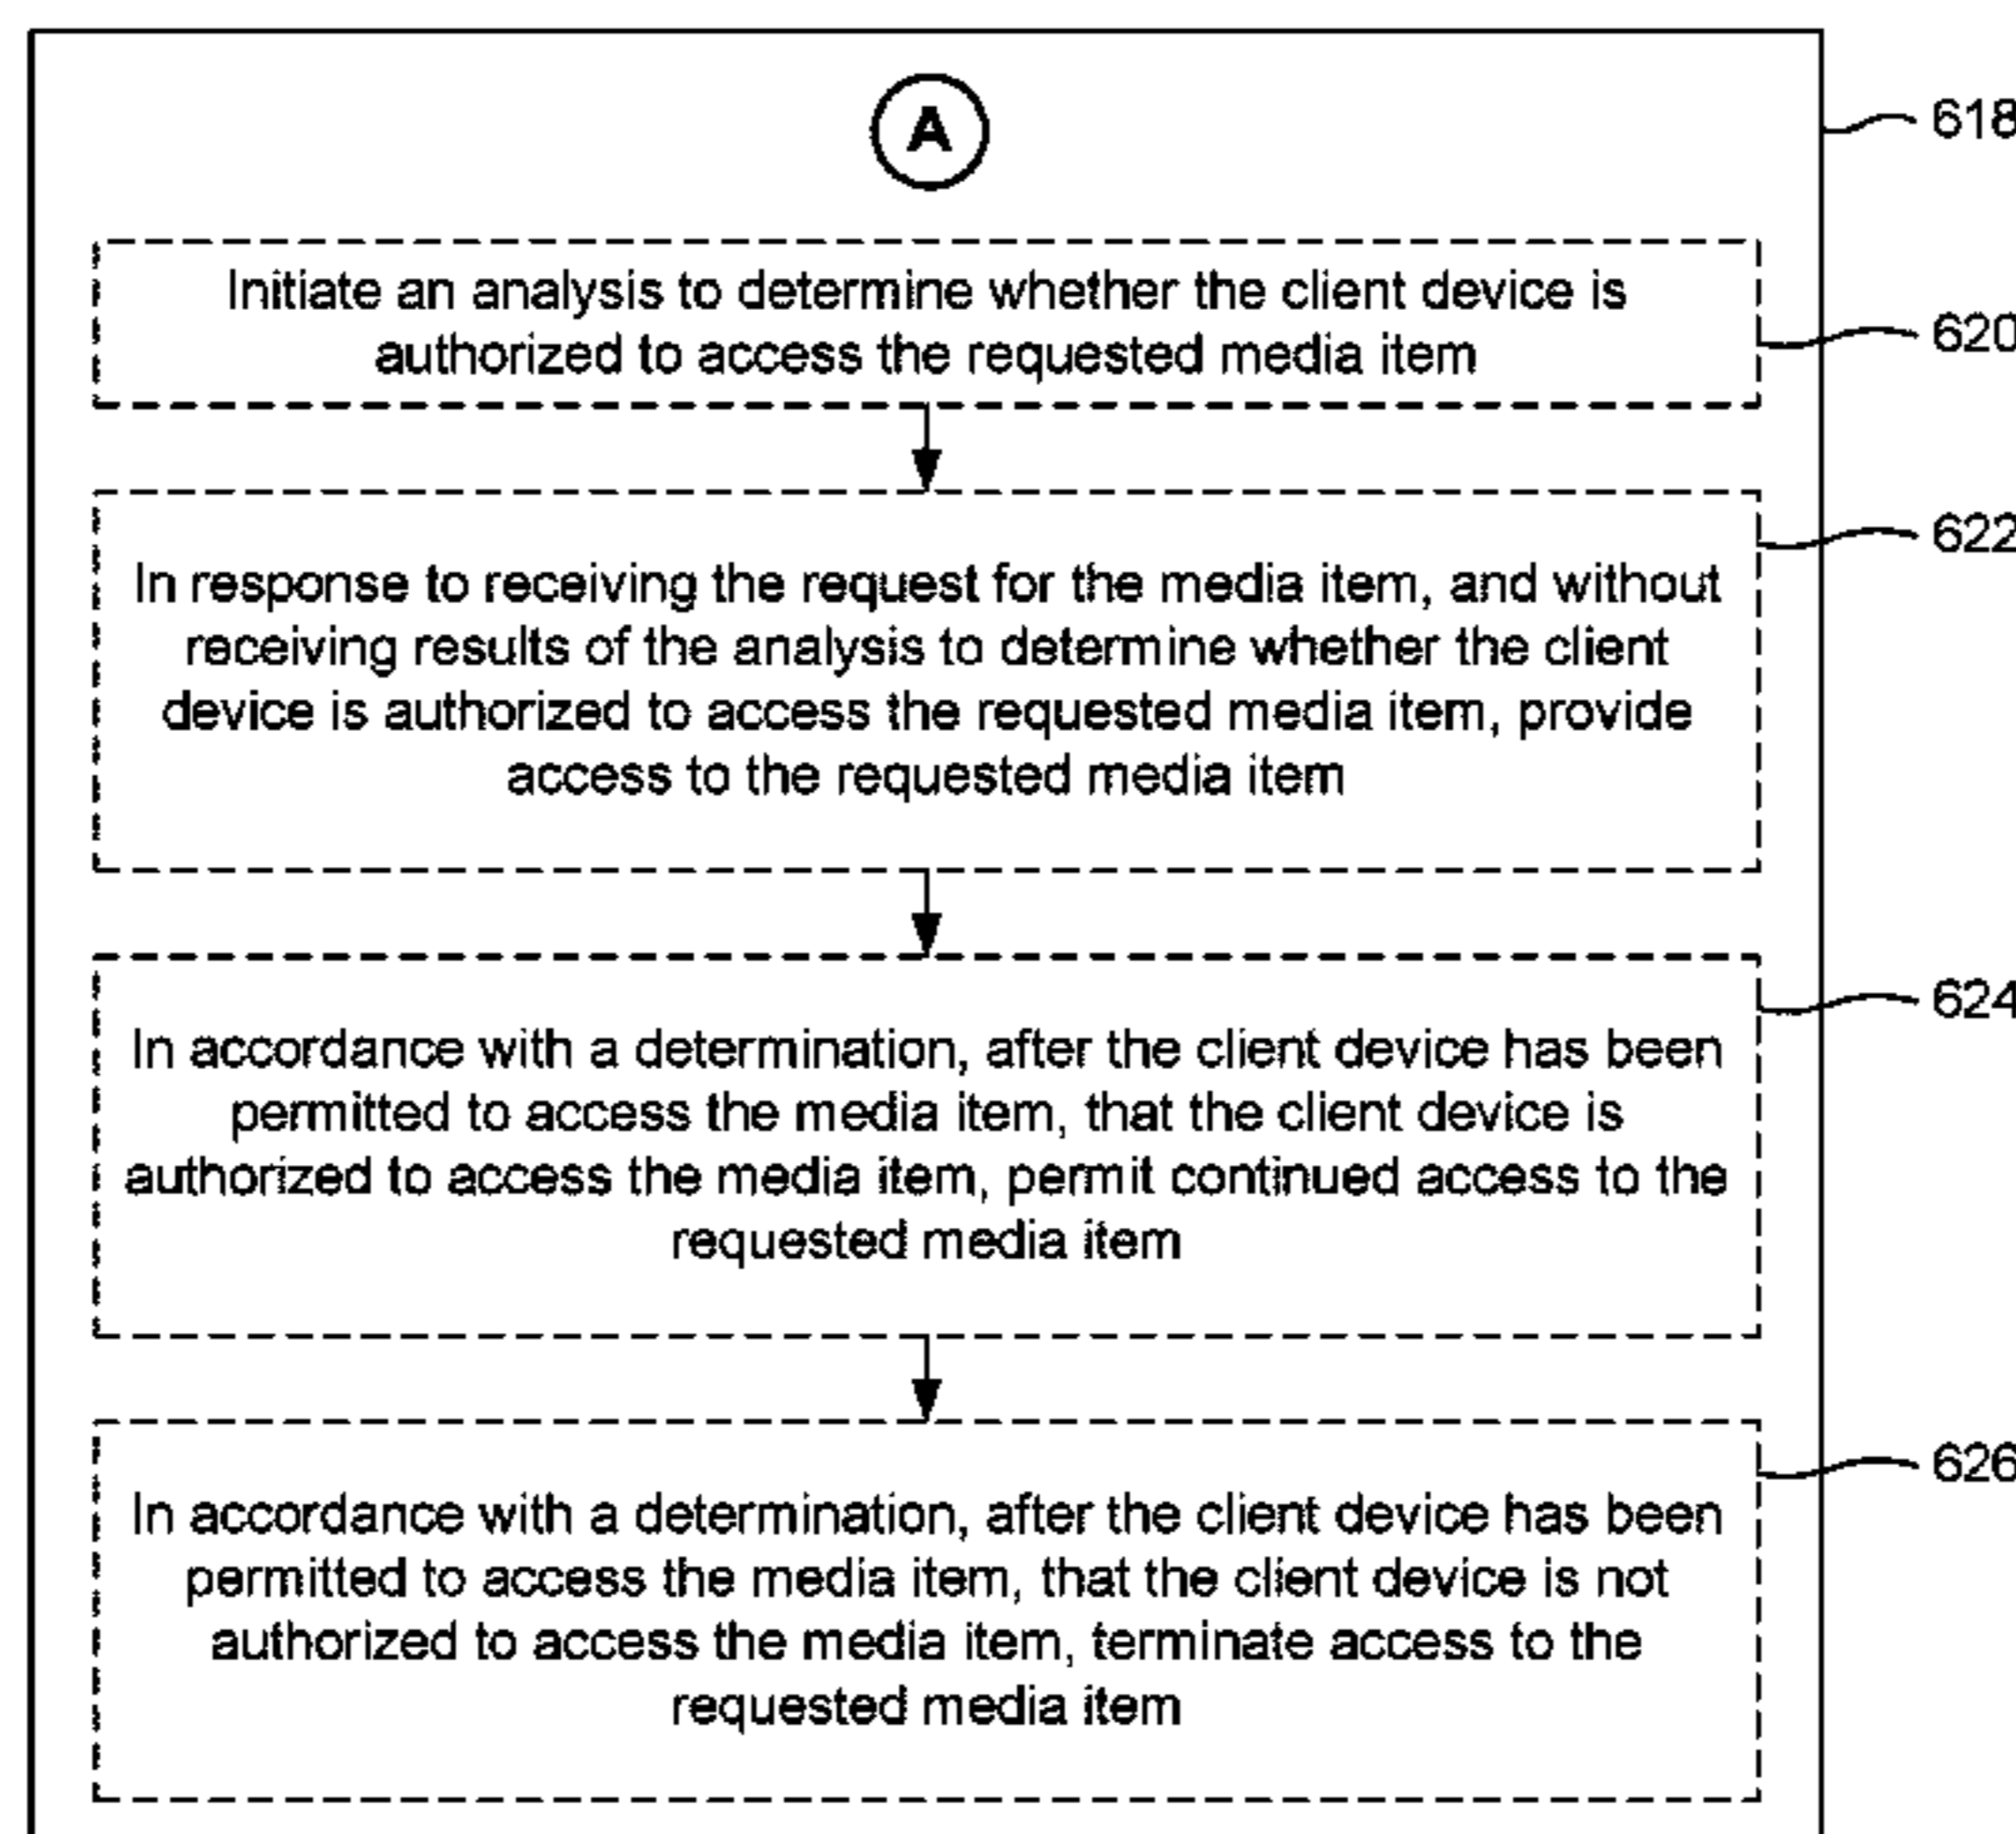 A
618
Initiate an analysis to determine whether the client device is
authorized to access the requested media item
620
622
In response to receiving the request for the media item, and without
receiving results of the analysis to determine whether the client
device is authorized to access the requested media item, provide
access to the requested media item
624
In accordance with a determination, after the client device has been
permitted to access the media item, that the client device is
authorized to access the media item, permit continued access to the
requested media item
626
In accordance with a determination, after the client device has been
permitted to access the media item, that the client device is not
authorized to access the media item, terminate access to the
requested media item